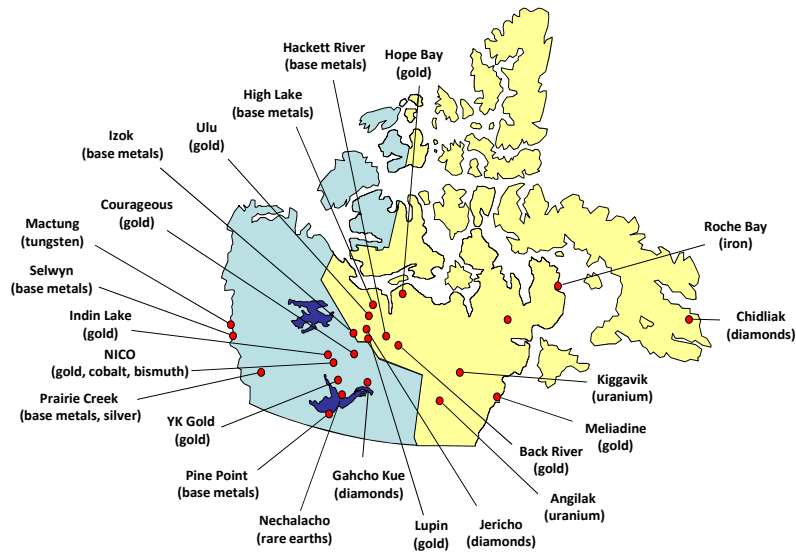 Hackett River
(base metals)
Hope Bay
(gold)
High Lake
(base metals)
Ulu
(gold)
Izok
(base metals)
Courageous
(gold)
Mactung
(tungsten)
Selwyn
(base metals)
Indin Lake
(gold)
NICO
(gold, cobalt, bismuth)
Prairie Creek
(base metals, silver)
YK Gold
(gold)
Pine Point
(base metals)
Nechalacho
(rare earths)
Gahcho Kue
(diamonds)
Lupin
(gold)
Jericho
(diamonds)
Angilak
(uranium)
Back River
(gold)
Meliadine
(gold)
Kiggavik
(uranium)
Chidliak
(diamonds)
Roche Bay
(iron)